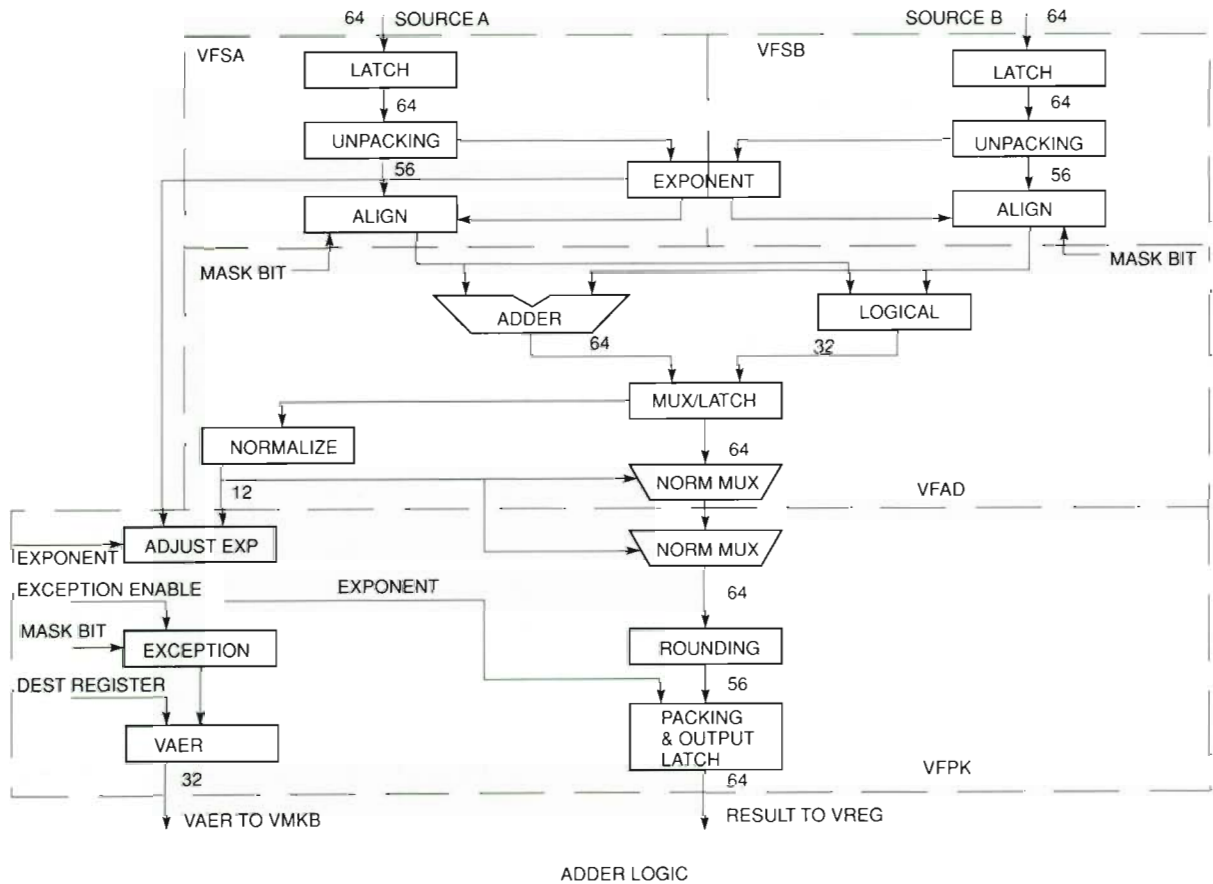 64 SOURCE A
SOURCE B 64
VFSA
VFSB
LATCH
LATCH
64
64
UNPACKING
UNPACKING
56
56
EXPONENT
ALIGN
ALIGN
MASK BIT
MASK BIT
ADDER
LOGICAL
64
32
MUX/LATCH
NORMALIZE
64
12
NORM MUX
VFAD
ADJUST EXP
NORM MUX
EXPONENT
EXCEPTION ENABLE
EXPONENT
64
MASK BIT
EXCEPTION
ROUNDING
DEST REGISTER
56
VAER
PACKING
& OUTPUT
LATCH
VFPK
32
64
VAER TO VMKB
RESULT TO VREG
ADDER LOGIC